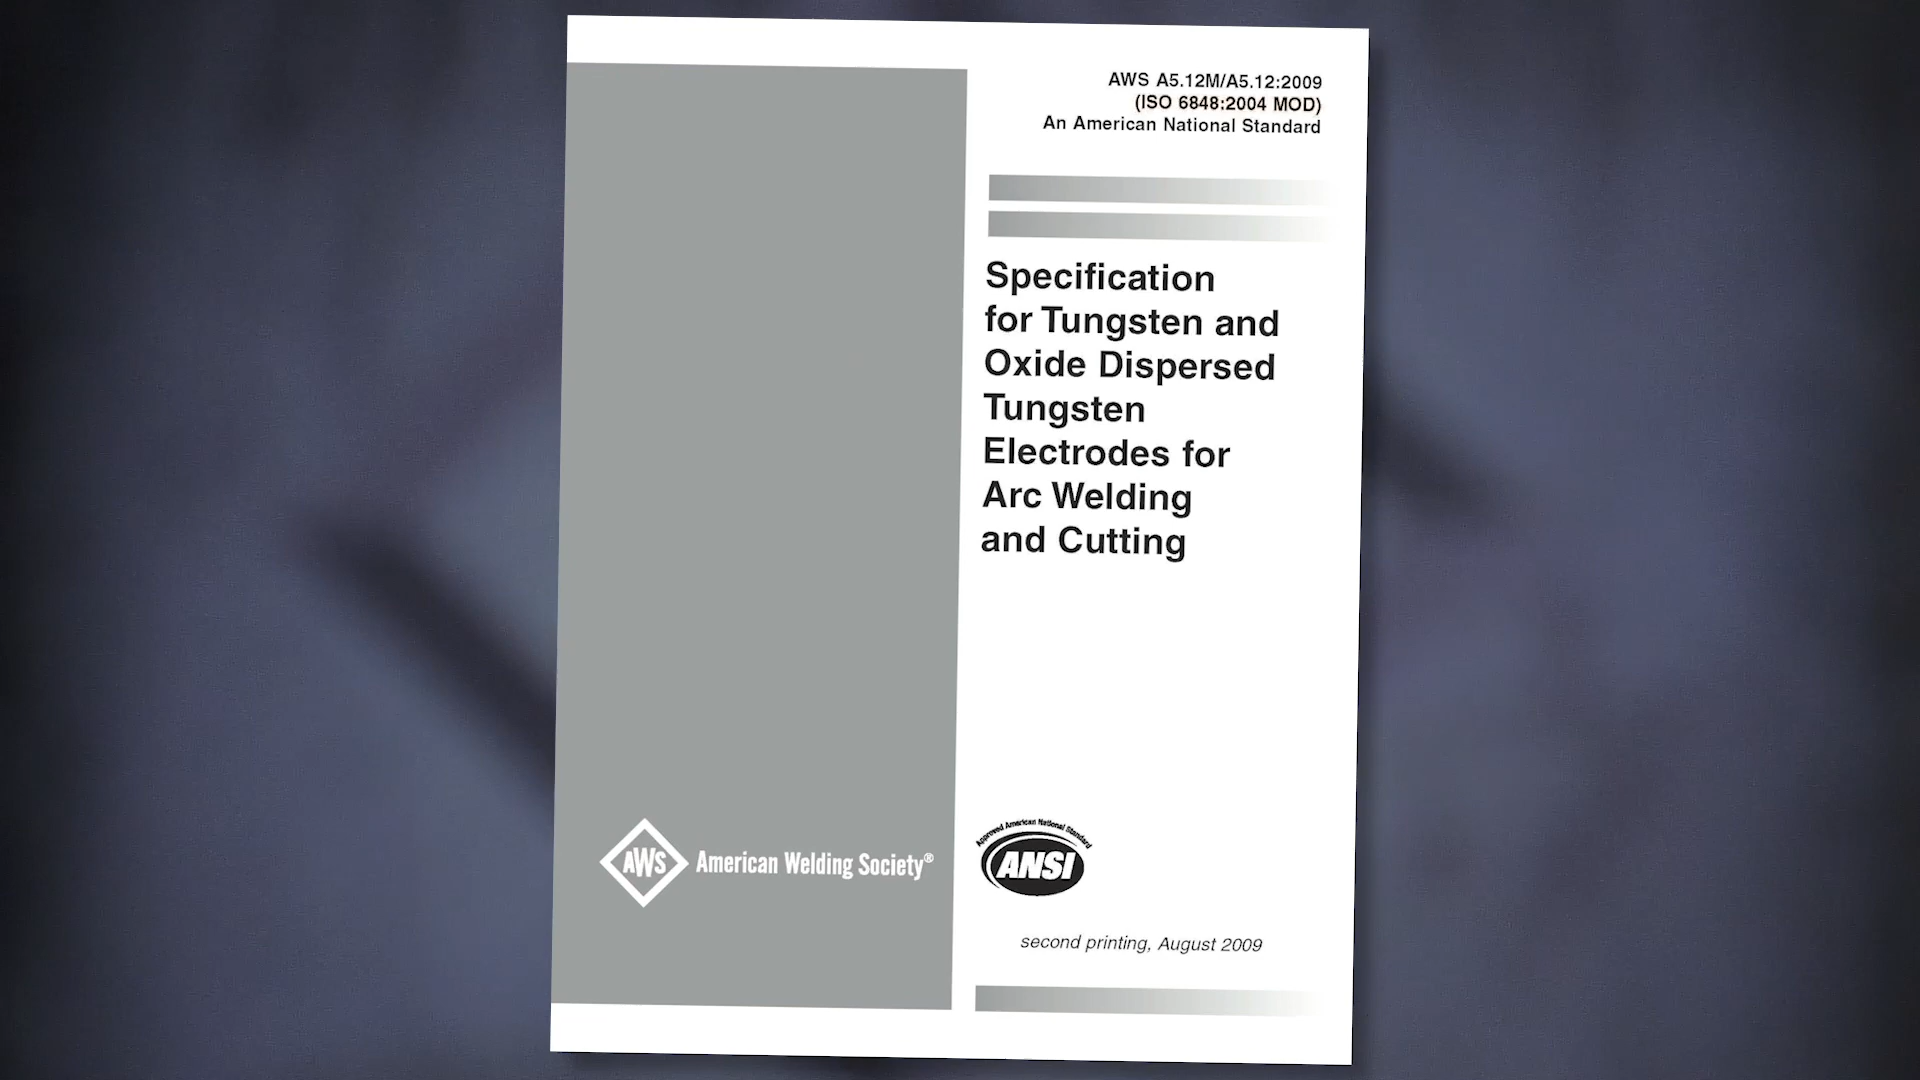 AWS A5.12M/A5.12:2009
(ISO 6848:2004 MOD)
An American National Standard
Specification
for Tungsten and
Oxide Dispersed
Tungsten
Electrodes for
Arc Welding
and Cutting
AWS American Welding Society®
Approved American National Standard
ANSI
second printing, August 2009